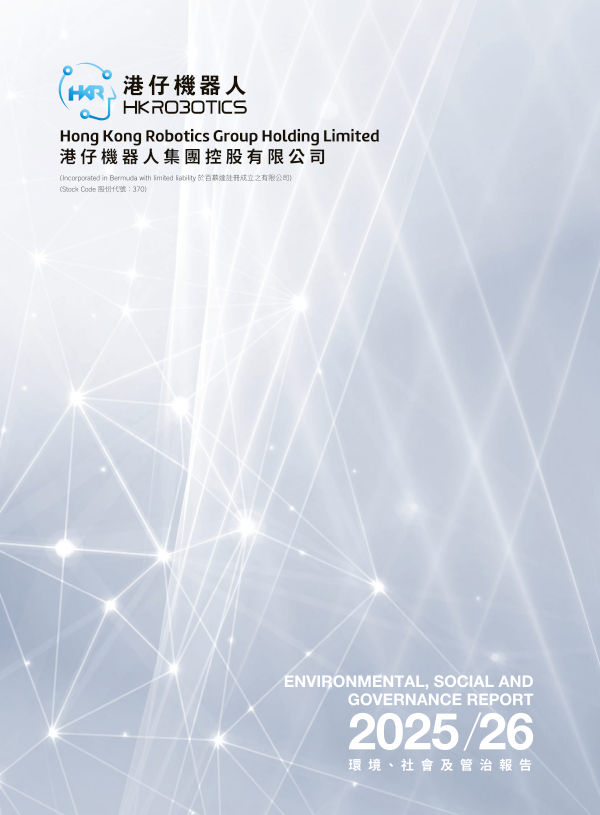 HKR
港仔機器人
HKROBOTICS
Hong Kong Robotics Group Holding Limited
港仔機器人集團控股有限公司
(Incorporated in Bermuda with limited liability 於百慕達註冊成立之有限公司)
(Stock Code 股份代號：370)
ENVIRONMENTAL, SOCIAL AND
GOVERNANCE REPORT
2025/26
環境、社會及管治報告